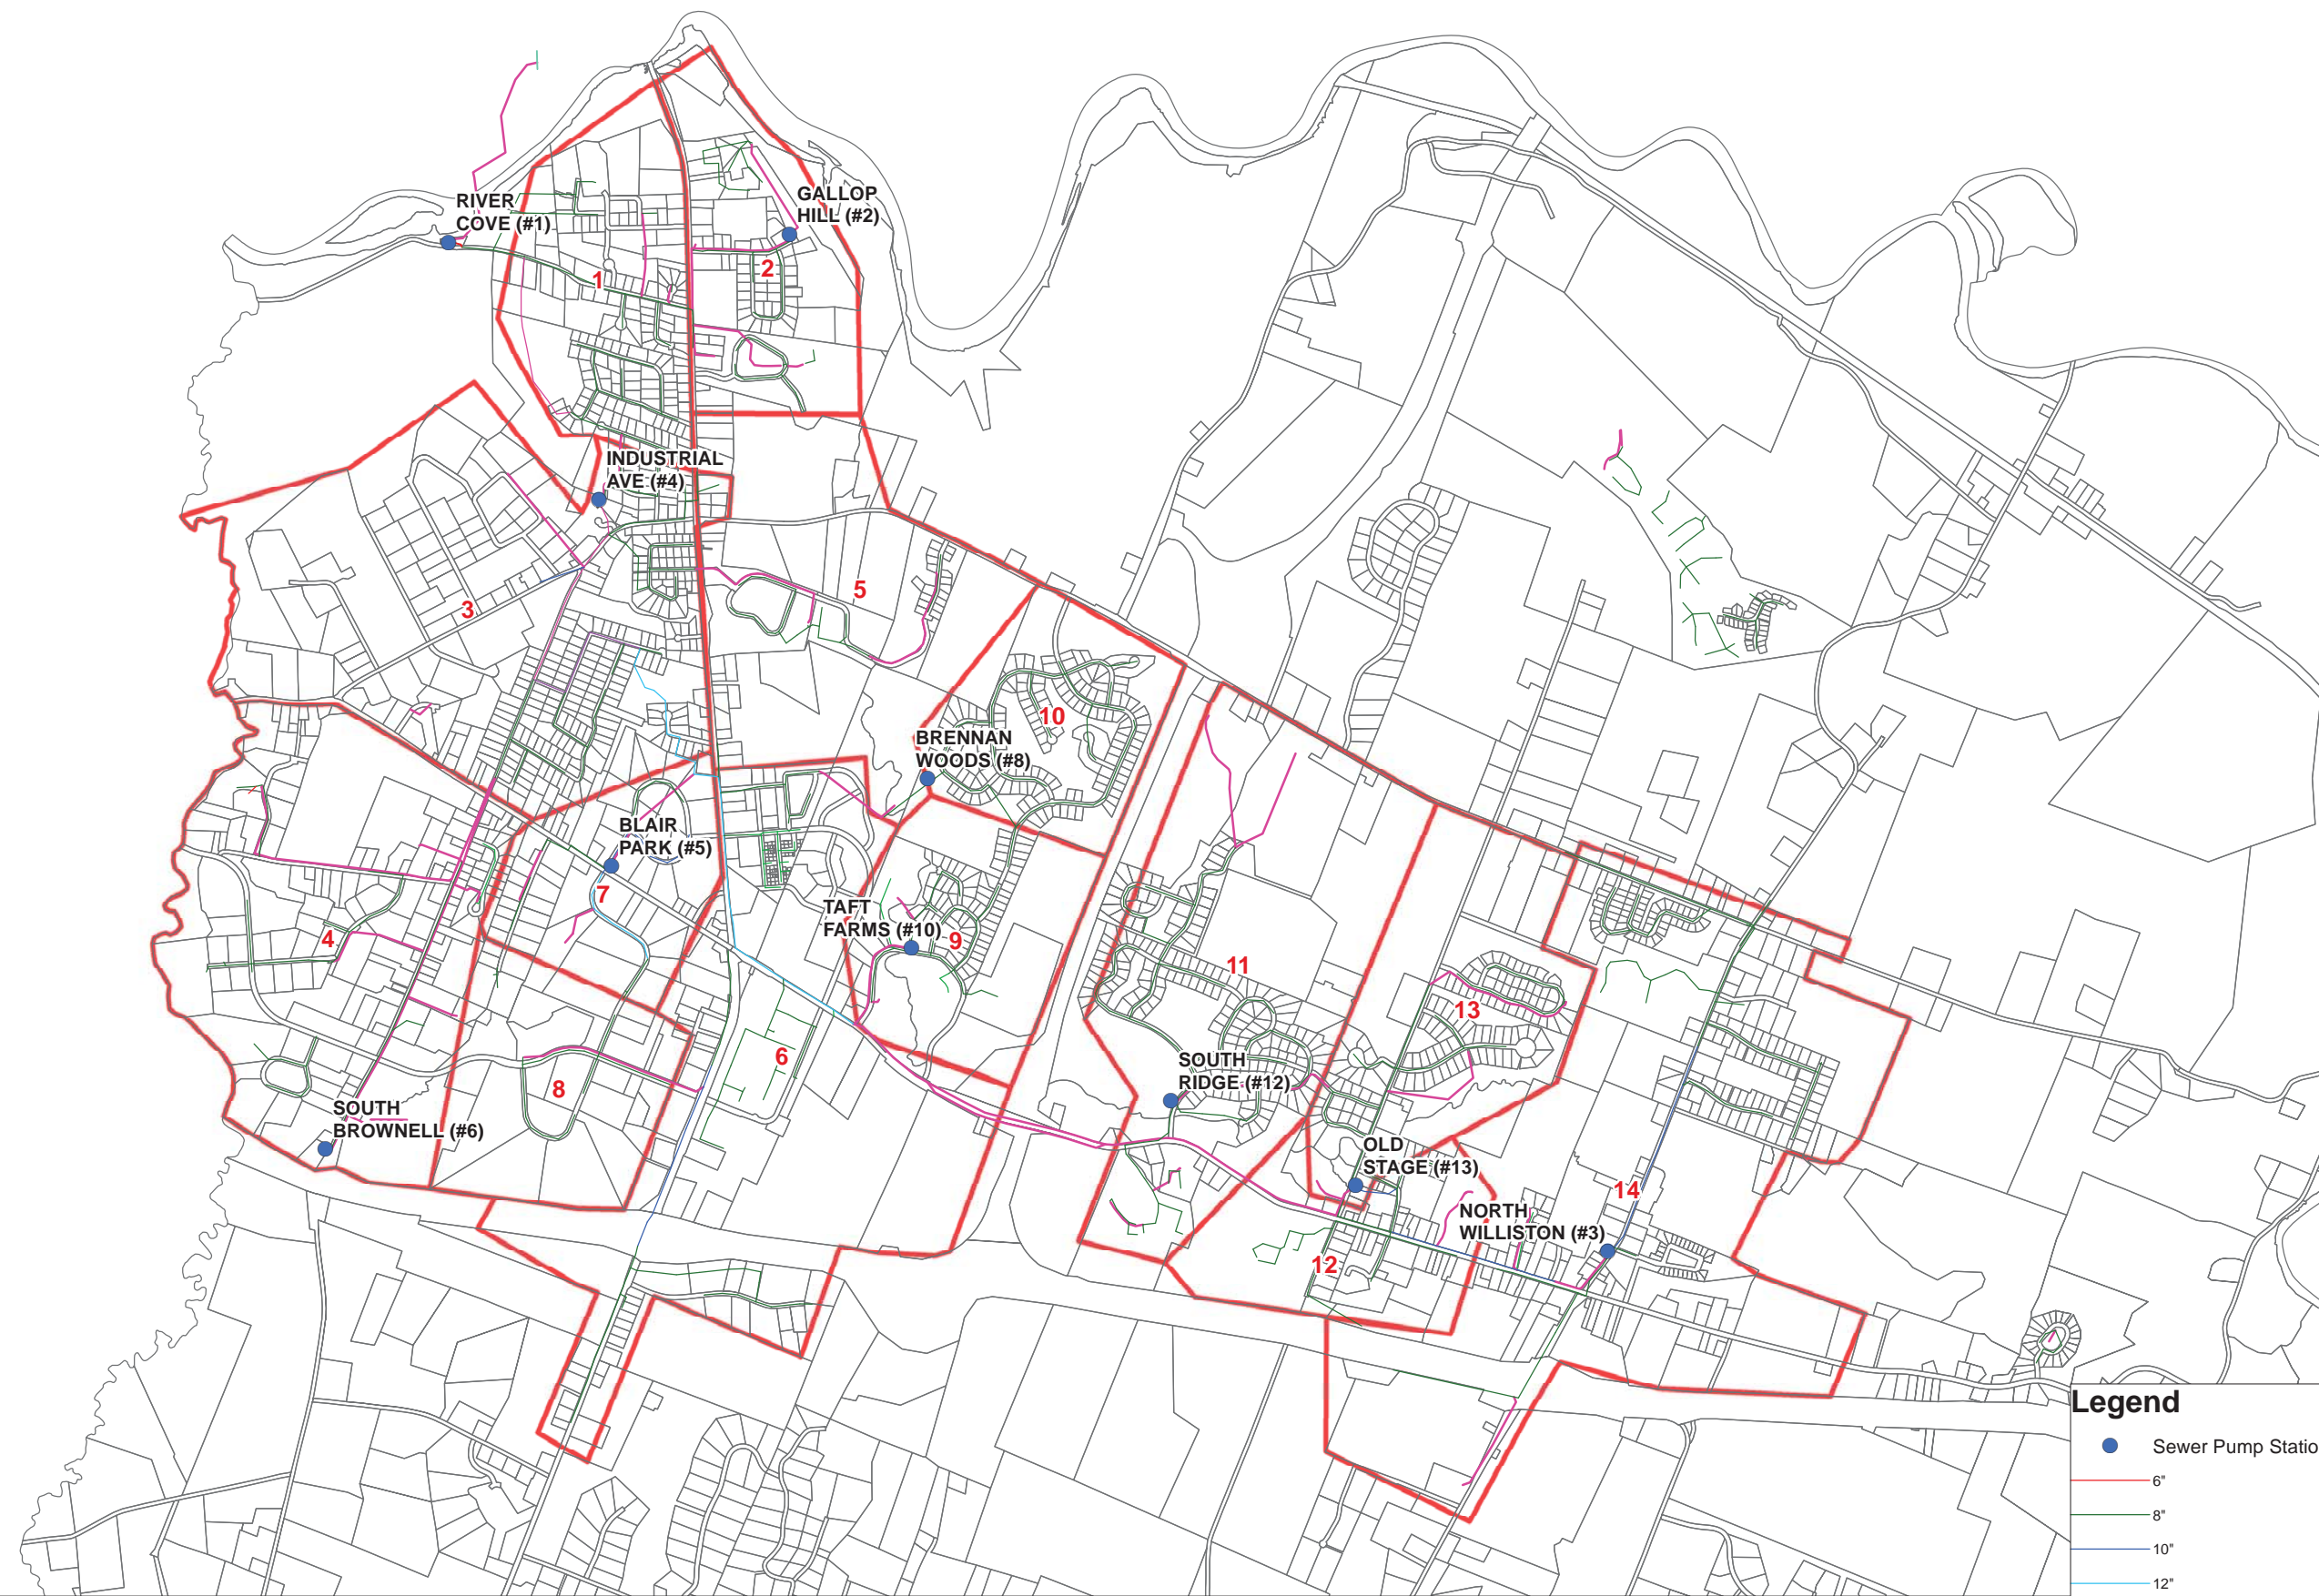 RIVER
COVE (#1)
GALLOP
HILL (#2)
2
1
INDUSTRIAL
AVE (#4)
5
3
10
BRENNAN
WOODS (#8)
BLAIR
PARK (#5)
7
TAFT
FARMS (#10)
9
4
11
13
6
SOUTH
RIDGE (#12)
8
SOUTH
BROWNELL (#6)
OLD
STAGE (#13)
14
NORTH
WILLISTON (#3)
12
Legend
Sewer Pump Statio
6"
8"
10"
12"